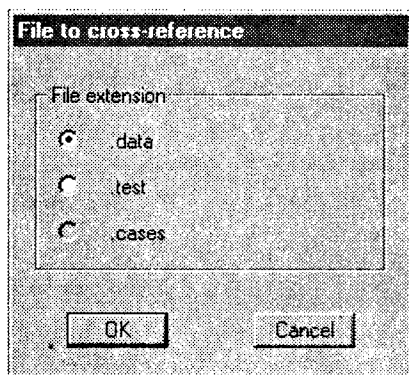 File to cross-reference
File extension
.data
.test
.cases
OK
Cancel